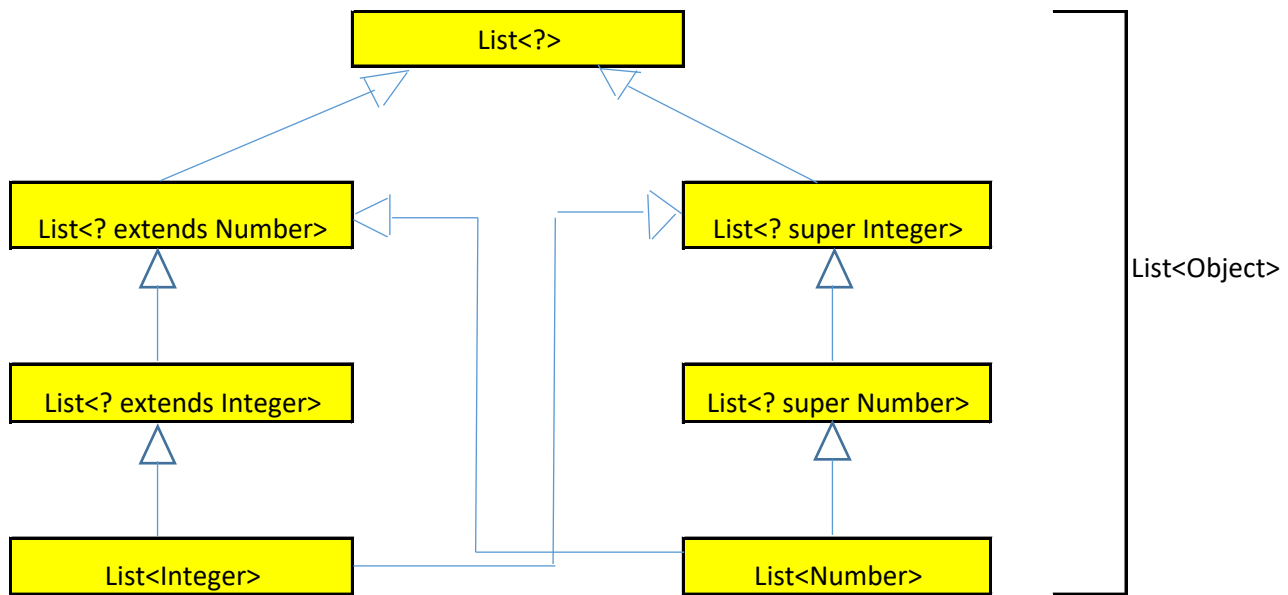 List<?>
List<? extends Number>
List<? super Integer>
List<Object>
List<? extends Integer>
List<? super Number>
List<Integer>
List<Number>